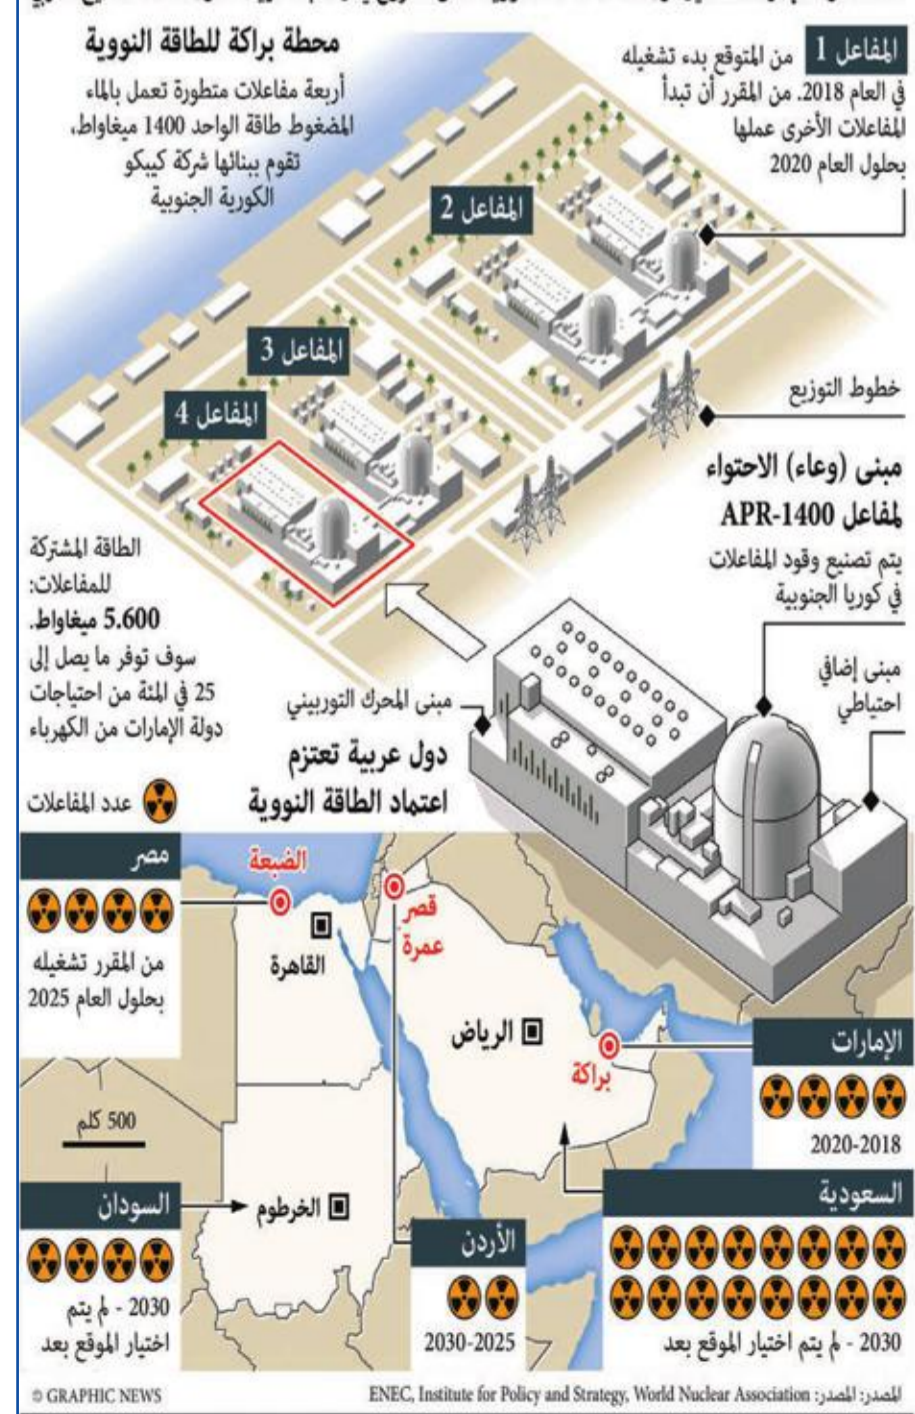 محطة براكة للطاقة النووية
أربعة مفاعلات متطورة تعمل بالماء
المضغوط طاقة الواحد 1400 ميغاواط،
تقوم ببنائها شركة كيبكو
الكورية الجنوبية
المفاعل 1 من المتوقع بدء تشغيله
في العام 2018. من المقرر أن تبدأ
المفاعلات الأخرى عملها
بحلول العام 2020
المفاعل 2
المفاعل 3
المفاعل 4
خطوط التوزيع
مبنى (وعاء) الاحتواء
لمفاعل APR-1400
يتم تصنيع وقود المفاعلات
في كوريا الجنوبية
مبنى إضافي
احتياطي
الطاقة المشتركة
للمفاعلات:
5.600 ميغاواط.
سوف توفر ما يصل إلى
25 في المئة من احتياجات
دولة الإمارات من الكهرباء
مبنى المحرك التوربيني
دول عربية تعتزم
اعتماد الطاقة النووية
عدد المفاعلات
مصر
من المقرر تشغيله
بحلول العام 2025
الضبعة
القاهرة
قصر
عمرة
الرياض
براكة
الإمارات
2020-2018
500 كلم
السودان
2030 - لم يتم
اختيار الموقع بعد
الخرطوم
الأردن
2030-2025
السعودية
2030 - لم يتم اختيار الموقع بعد
© GRAPHIC NEWS
المصدر: المصدر: ENEC, Institute for Policy and Strategy, World Nuclear Association